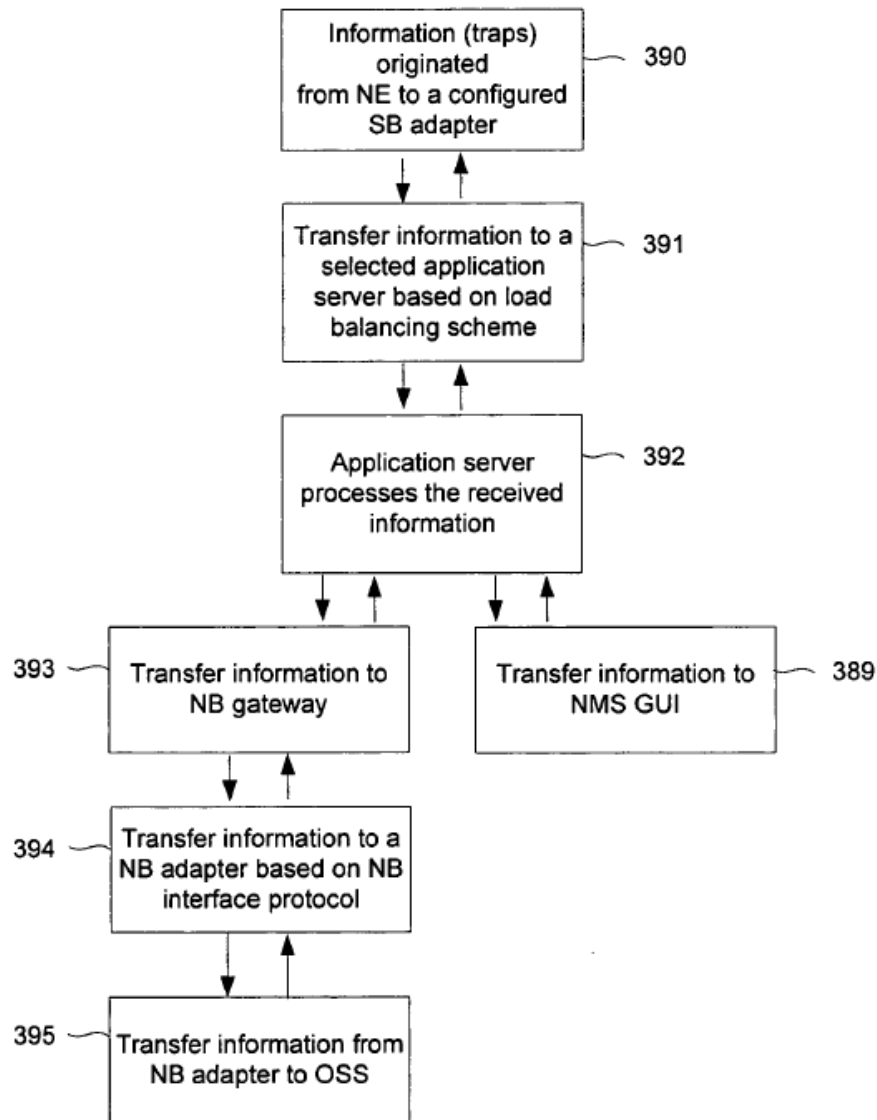 Information (traps)
originated
from NE to a configured
SB adapter
390
Transfer information to a
selected application
server based on load
balancing scheme
391
Application server
processes the received
information
392
393
Transfer information to
NB gateway
Transfer information to
NMS GUI
389
394
Transfer information to a
NB adapter based on NB
interface protocol
395
Transfer information from
NB adapter to OSS